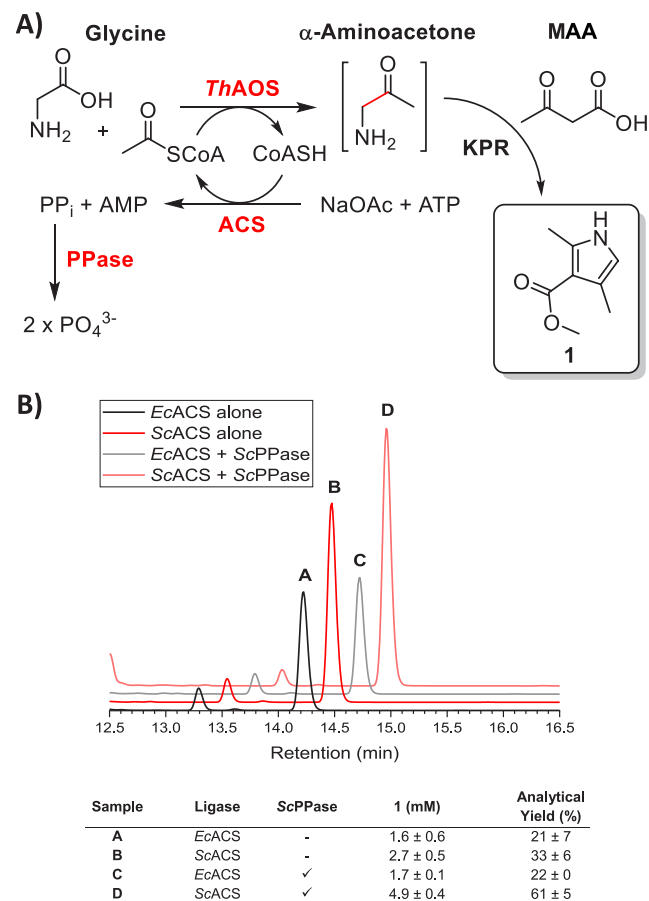 A)
Glycine
α-Aminoacetone
MAA
O
OH
NH2
+
O
SCoA
ThAOS
CoASH
O
NH2
KPR
O
O
OH
PPi + AMP
ACS
NaOAc + ATP
PPase
2 x PO4 3-
H
N
O
O
1
B)
EcACS alone
ScACS alone
EcACS + ScPPase
ScACS + ScPPase
D
B
C
A
12.5 13.0 13.5 14.0 14.5 15.0 15.5 16.0 16.5
Retention (min)
Sample Ligase ScPPase 1 (mM) Analytical Yield (%)
A EcACS - 1.6 ± 0.6 21 ± 7
B ScACS - 2.7 ± 0.5 33 ± 6
C EcACS ✓ 1.7 ± 0.1 22 ± 0
D ScACS ✓ 4.9 ± 0.4 61 ± 5